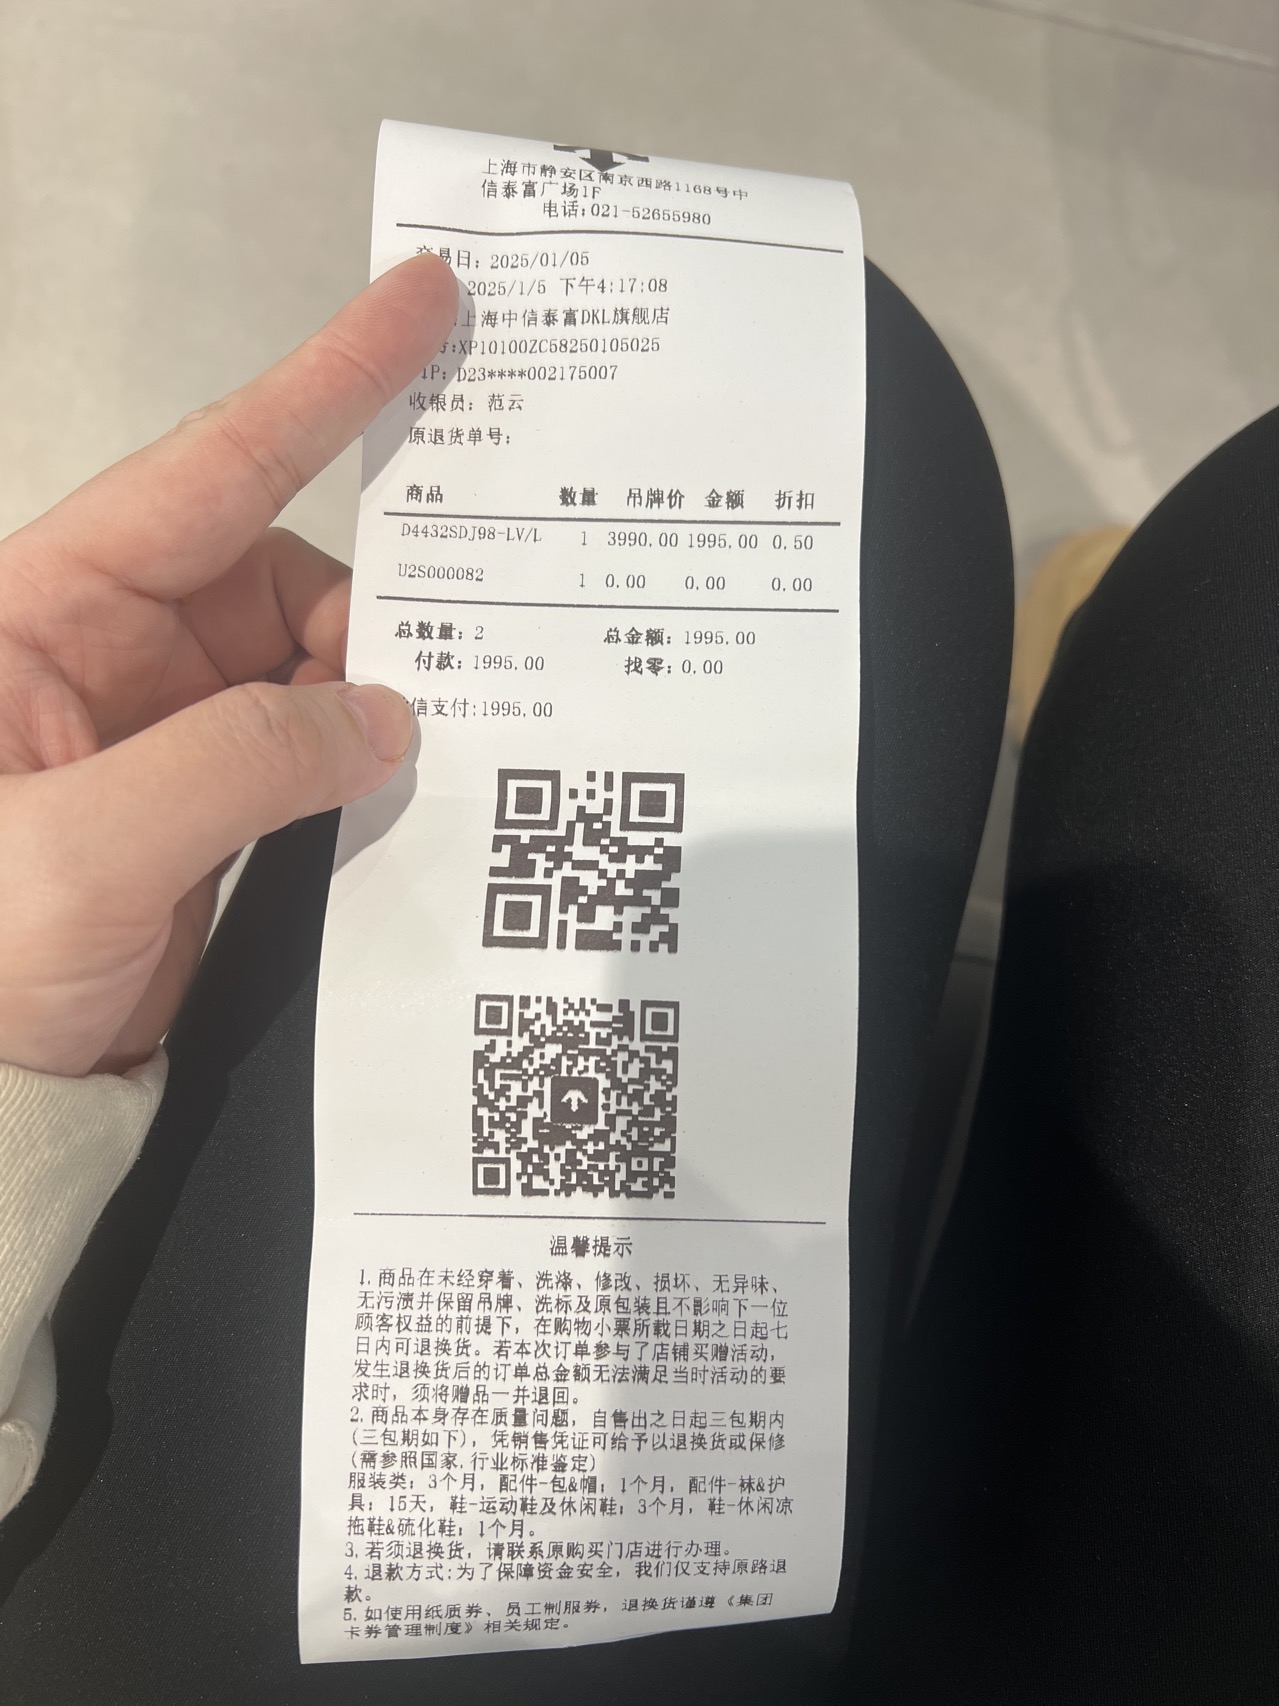 上海市静安区南京西路1168号中
信泰富广场1F
电话:021-52655980
交易日: 2025/01/05
2025/1/5 下午4:17:08
上海中信泰富DKL旗舰店
号:XP10100ZC58250105025
IP: D23****002175007
收银员: 范云
原退货单号:
商品 数量 吊牌价 金额 折扣
D4432SDJ98-LV/L 1 3990.00 1995.00 0.50
U2S000082 1 0.00 0.00 0.00
总数量: 2 总金额: 1995.00
付款: 1995.00 找零: 0.00
信支付:1995.00
温馨提示
1. 商品在未经穿着、洗涤、修改、损坏、无异味、
无污渍并保留吊牌、洗标及原包装且不影响下一位
顾客权益的前提下，在购物小票所载日期之日起七
日内可退换货。若本次订单参与了店铺买赠活动，
发生退换货后的订单总金额无法满足当时活动的要
求时，须将赠品一并退回。
2. 商品本身存在质量问题，自售出之日起三包期内
(三包期如下)，凭销售凭证可给予以退换货或保修
(需参照国家.行业标准鉴定)
服装类：3个月，配件-包&帽：1个月，配件-袜&护
具：15天，鞋-运动鞋及休闲鞋：3个月，鞋-休闲凉
拖鞋&硫化鞋：1个月。
3. 若须退换货，请联系原购买门店进行办理。
4. 退款方式:为了保障资金安全，我们仅支持原路退
款。
5. 如使用纸质券、员工制服券，退换货谨遵《集团
卡券管理制度》相关规定。